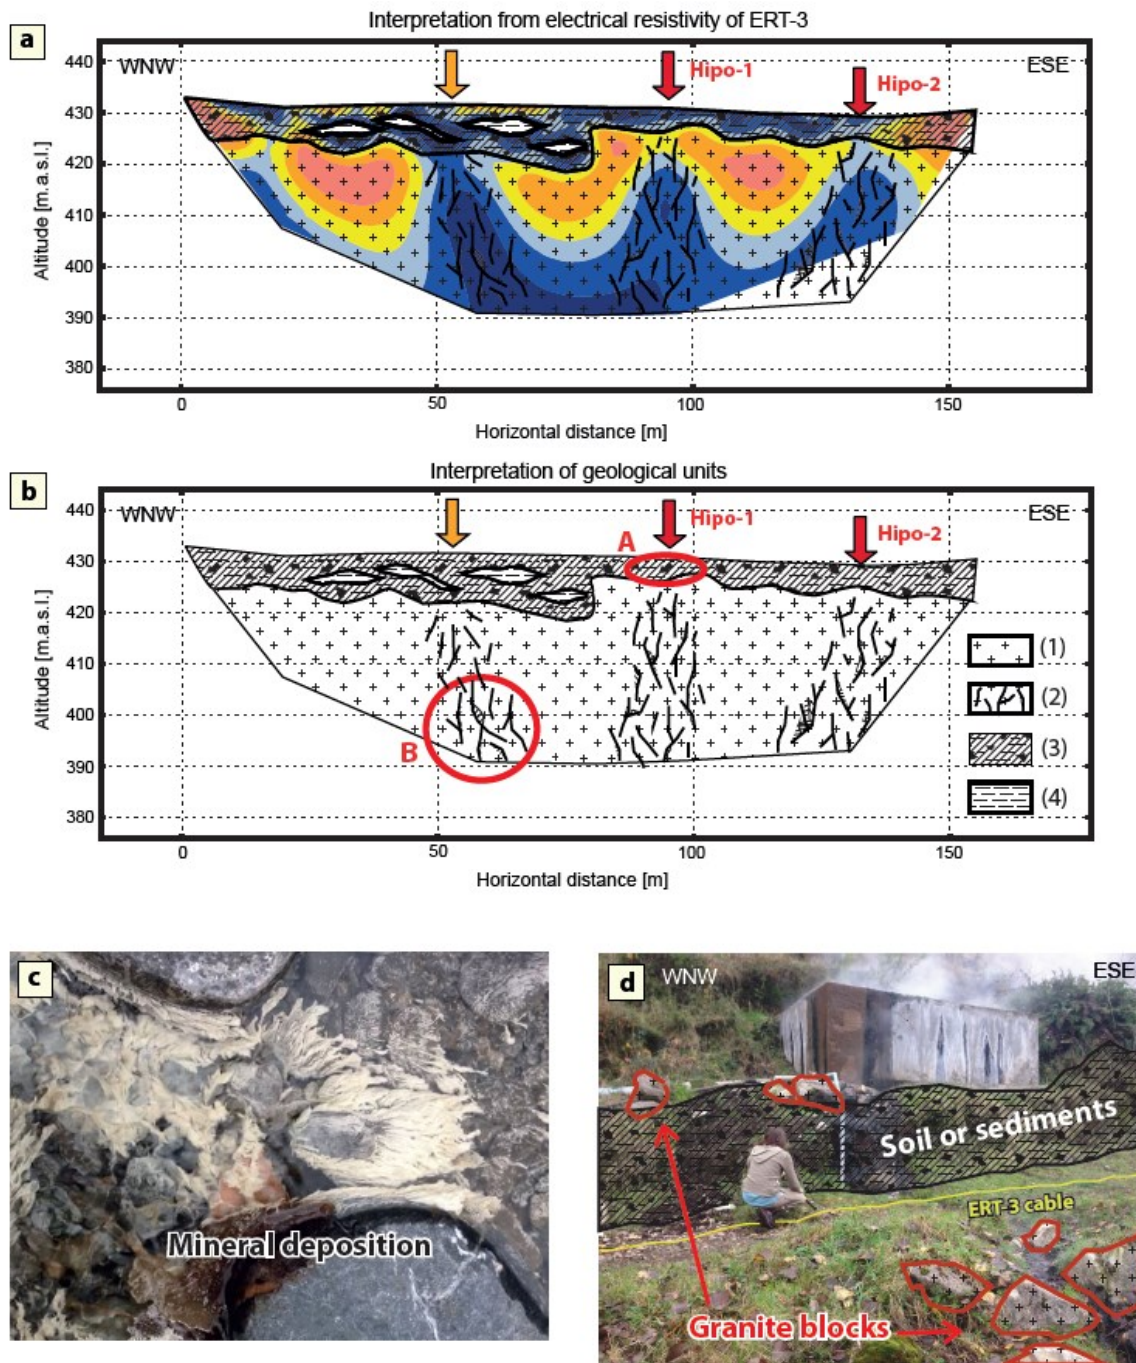 a
Interpretation from electrical resistivity of ERT-3
WNW
ESE
Hipo-1
Hipo-2
440
430
420
410
400
390
380
Altitude [m.a.s.l.]
0
50
100
150
Horizontal distance [m]
b
Interpretation of geological units
WNW
ESE
Hipo-1
Hipo-2
A
B
440
430
420
410
400
390
380
Altitude [m.a.s.l.]
(1)
(2)
(3)
(4)
0
50
100
150
Horizontal distance [m]
c
Mineral deposition
d
WNW
ESE
Soil or sediments
ERT-3 cable
Granite blocks